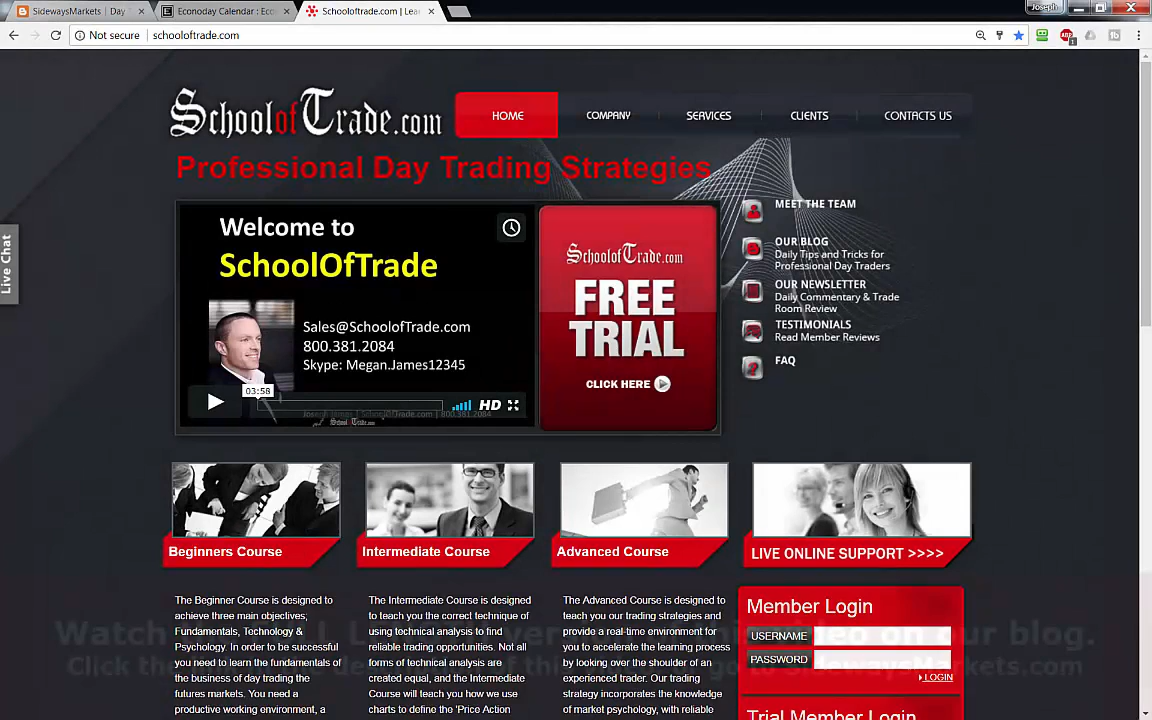 SidewaysMarkets | Day T
Econoday Calendar : Eco
Schooloftrade.com | Lea
Joseph
Not secure
schooloftrade.com
SchoolofTrade.com
HOME
COMPANY
SERVICES
CLIENTS
CONTACTS US
Professional Day Trading Strategies
Welcome to
SchoolOfTrade
Sales@SchoolofTrade.com
800.381.2084
Skype: Megan.James12345
03:58
HD
SchoolofTrade.com
FREE
TRIAL
CLICK HERE
MEET THE TEAM
OUR BLOG
Daily Tips and Tricks for
Professional Day Traders
OUR NEWSLETTER
Daily Commentary & Trade
Room Review
TESTIMONIALS
Read Member Reviews
FAQ
Live Chat
Beginners Course
Intermediate Course
Advanced Course
LIVE ONLINE SUPPORT >>>>
The Beginner Course is designed to
achieve three main objectives;
Fundamentals, Technology &
Psychology. In order to be successful
you need to learn the fundamentals of
the business of day trading the
futures markets. You need a
productive working environment, a
The Intermediate Course is designed
to teach you the correct technique of
using technical analysis to find
reliable trading opportunities. Not all
forms of technical analysis are
created equal, and the Intermediate
Course will teach you how we use
charts to define the 'Price Action
The Advanced Course is designed to
teach you our trading strategies and
provide a real-time environment for
you to accelerate the learning process
by looking over the shoulder of an
experienced trader. Our trading
strategy incorporates the knowledge
of market psychology, with reliable
Member Login
USERNAME
PASSWORD
LOGIN
Trial Member Login
Watch
video on our blog.
Click the
SidewaysMarkets.com